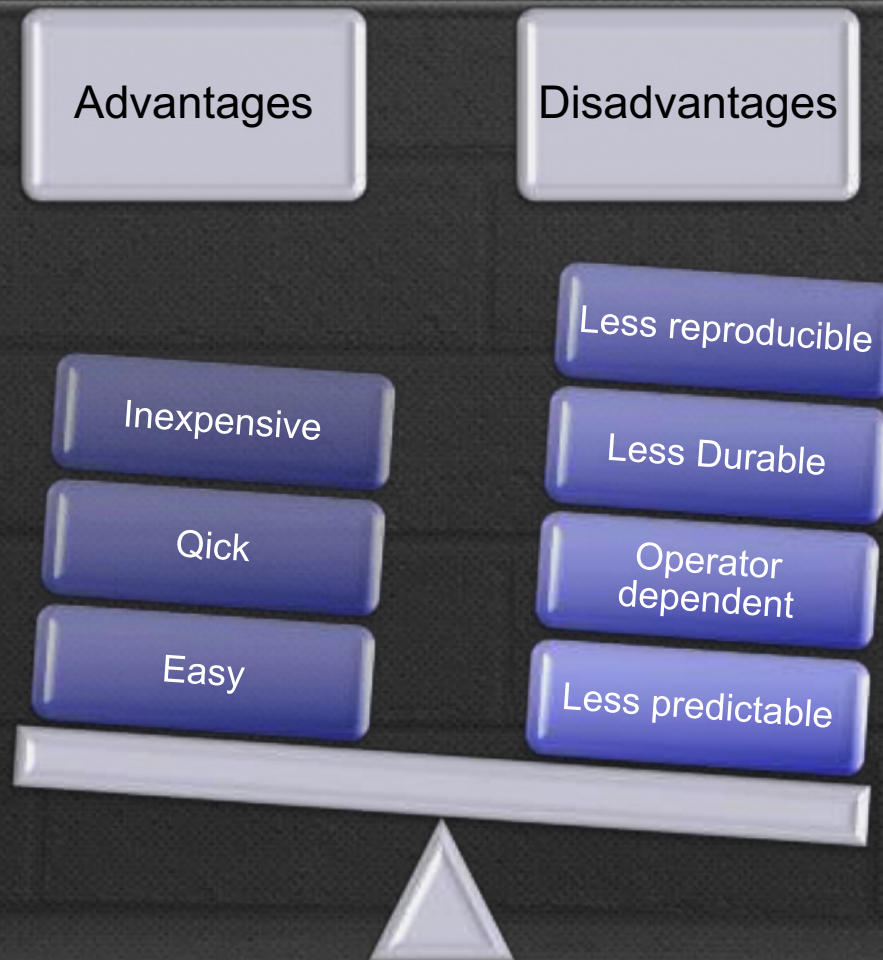 Advantages
Disadvantages
Inexpensive
Qick
Easy
Less reproducible
Less Durable
Operator
dependent
Less predictable